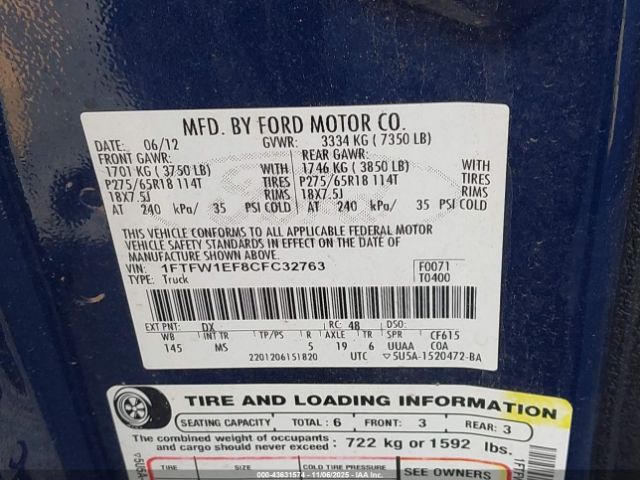 MFD. BY FORD MOTOR CO.
DATE: 06/12 GVWR: 3334 KG ( 7350 LB)
FRONT GAWR: REAR GAWR:
1701 KG ( 3750 LB) WITH 1746 KG ( 3850 LB) WITH
P275/65R18 114T TIRES P275/65R18 114T TIRES
18X7.5J RIMS 18X7.5J RIMS
AT 240 kPa/ 35 PSI COLD AT 240 kPa/ 35 PSI COLD
THIS VEHICLE CONFORMS TO ALL APPLICABLE FEDERAL MOTOR
VEHICLE SAFETY STANDARDS IN EFFECT ON THE DATE OF
MANUFACTURE SHOWN ABOVE.
VIN: 1FTFW1EF8CFC32763 F0071
TYPE: Truck T0400
EXT PNT: DX RC: 48 DSO:
WB INT TR TP/PS R AXLE TR SPR CF615
145 MS 5 19 6 UUAA COA
2201206151820 UTC ▽5U5A-1520472-BA
TIRE AND LOADING INFORMATION
SEATING CAPACITY TOTAL : 6 FRONT: 3 REAR: 3
The combined weight of occupants
and cargo should never exceed: 722 kg or 1592 lbs.
TIRE SIZE COLD TIRE PRESSURE SEE OWNERS
000-43631574 | 11/06/2025 - IAAI.com